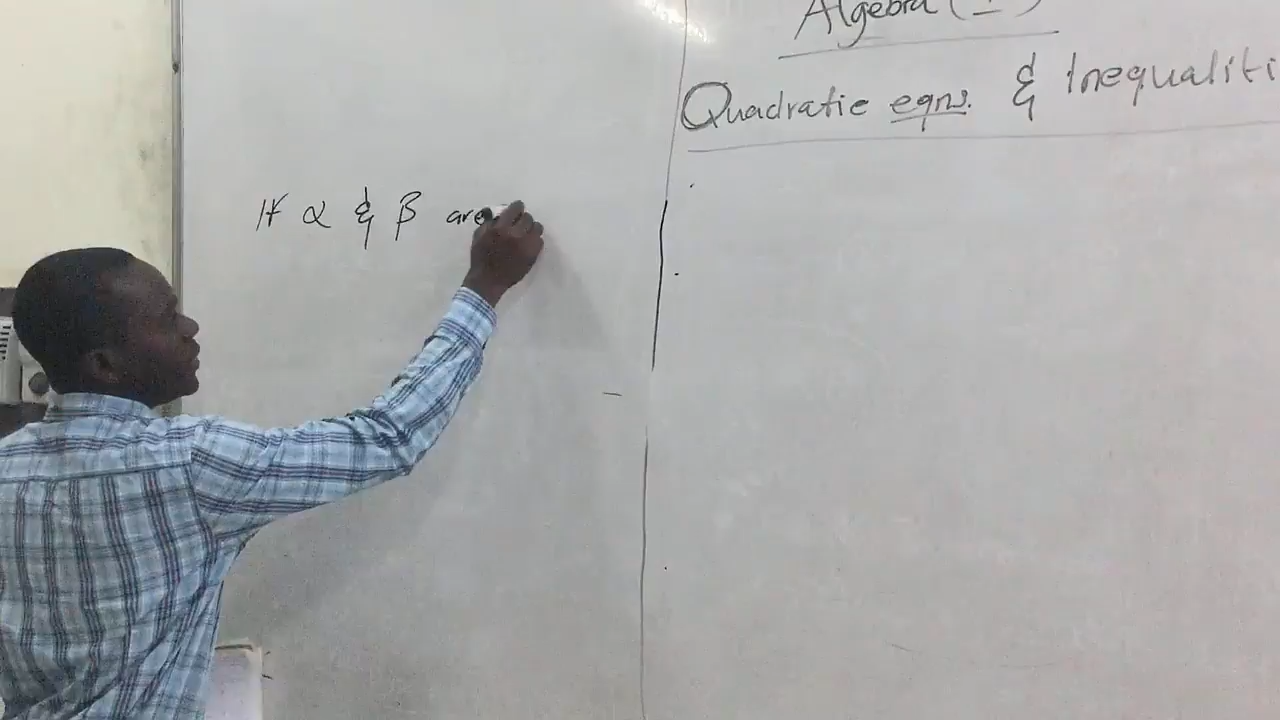 Algebra (I)
Quadratic eqns. & Inequaliti
If α & β are